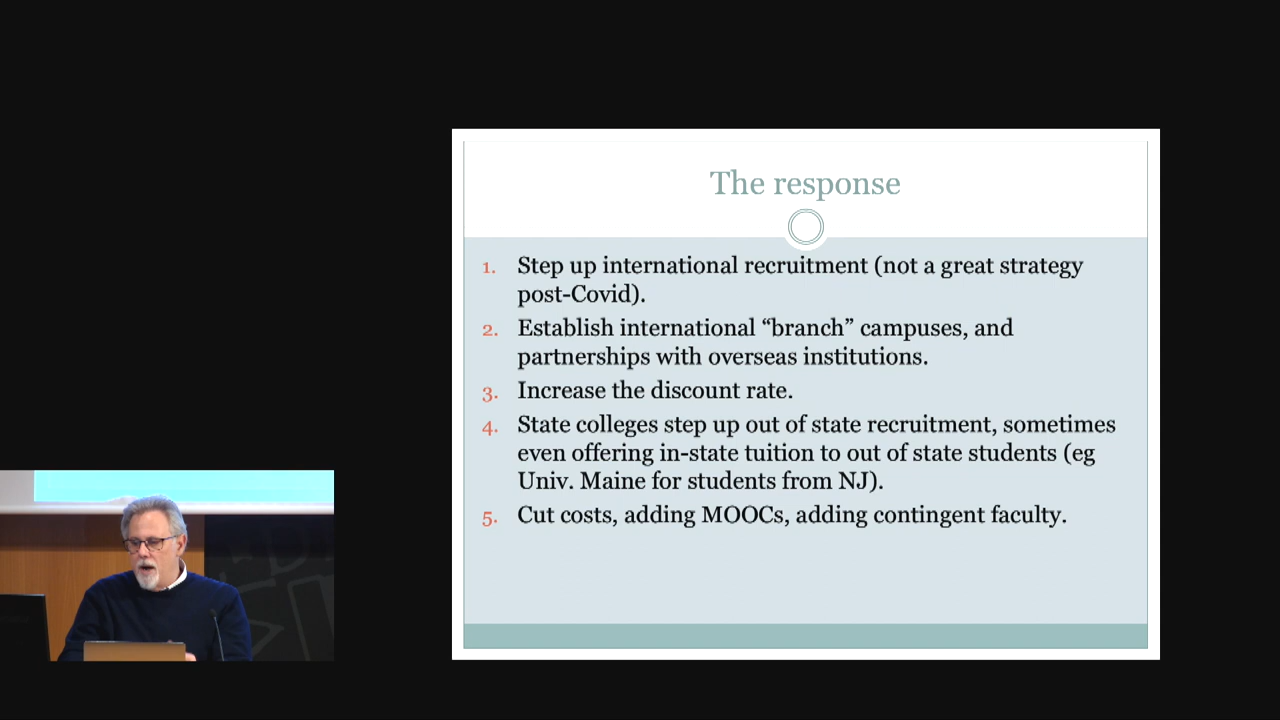 The response
1. Step up international recruitment (not a great strategy
post-Covid).
2. Establish international “branch” campuses, and
partnerships with overseas institutions.
3. Increase the discount rate.
4. State colleges step up out of state recruitment, sometimes
even offering in-state tuition to out of state students (eg
Univ. Maine for students from NJ).
5. Cut costs, adding MOOCs, adding contingent faculty.